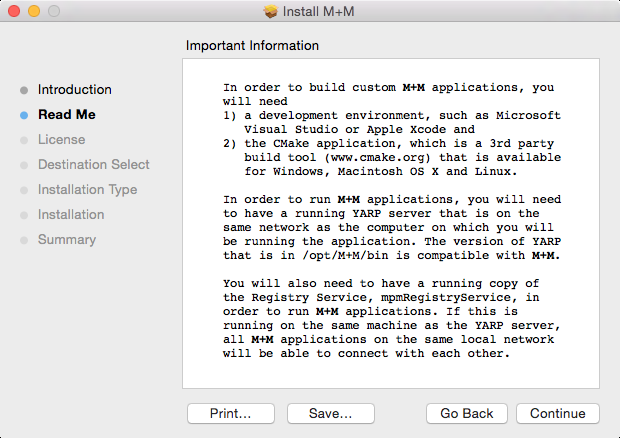 Install M+M
Important Information
Introduction
Read Me
License
Destination Select
Installation Type
Installation
Summary
In order to build custom M+M applications, you
will need
1) a development environment, such as Microsoft
Visual Studio or Apple Xcode and
2) the CMake application, which is a 3rd party
build tool (www.cmake.org) that is available
for Windows, Macintosh OS X and Linux.
In order to run M+M applications, you will need
to have a running YARP server that is on the
same network as the computer on which you will
be running the application. The version of YARP
that is in /opt/M+M/bin is compatible with M+M.
You will also need to have a running copy of
the Registry Service, mpmRegistryService, in
order to run M+M applications. If this is
running on the same machine as the YARP server,
all M+M applications on the same local network
will be able to connect with each other.
Print... Save... Go Back Continue